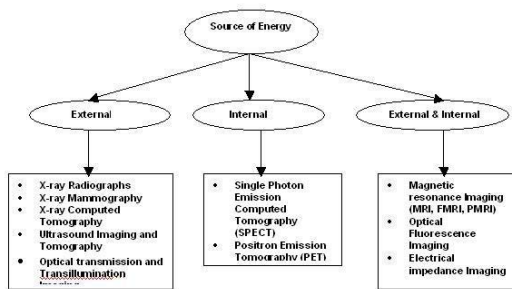 Source of Energy
External
Internal
External & Internal
• X-ray Radiographs
• X-ray Mammography
• X-ray Computed
Tomography
• Ultrasound Imaging and
Tomography
• Optical transmission and
Transillumination
• Single Photon
Emission
Computed
Tomography
(SPECT)
• Positron Emission
Tomography (PET)
• Magnetic
resonance Imaging
(MRI, FMRI, PMRI)
• Optical
Fluorescence
Imaging
• Electrical
impedance Imaging